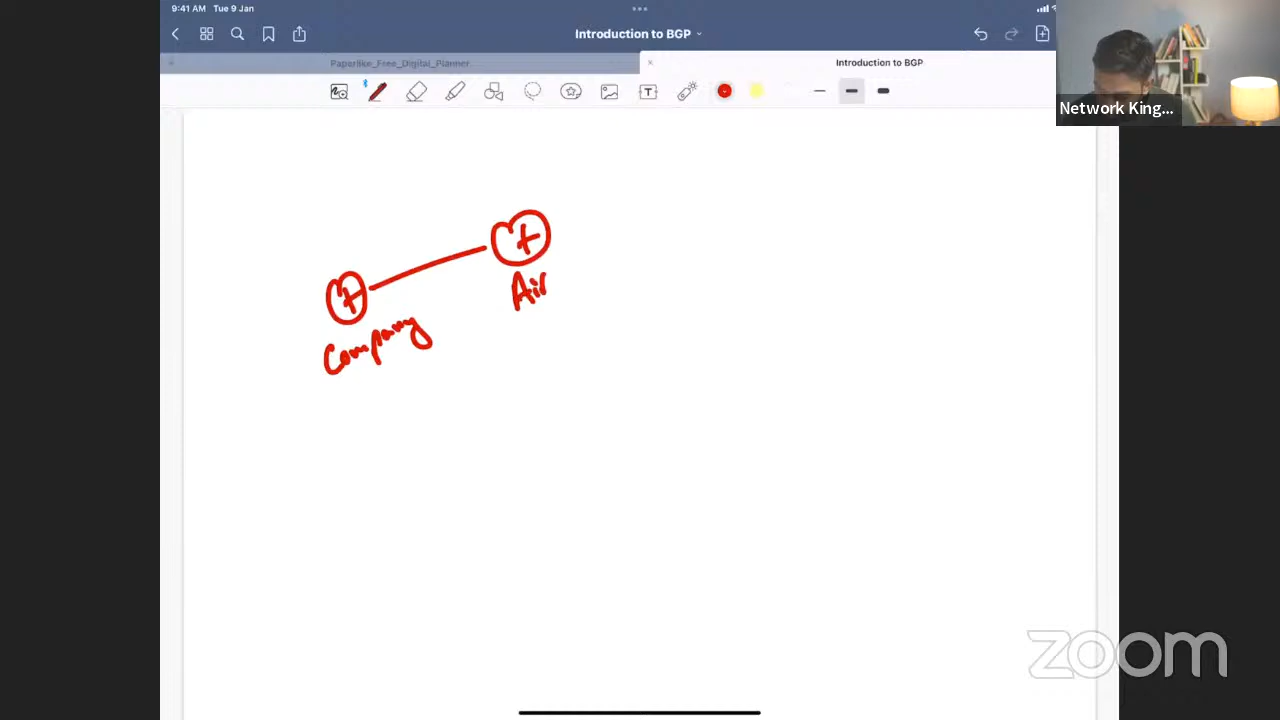 9:41 AM Tue 9 Jan
Introduction to BGP
Paperlike_Free_Digital_Planner
Introduction to BGP
T
Network King...
Air
Company
zoom